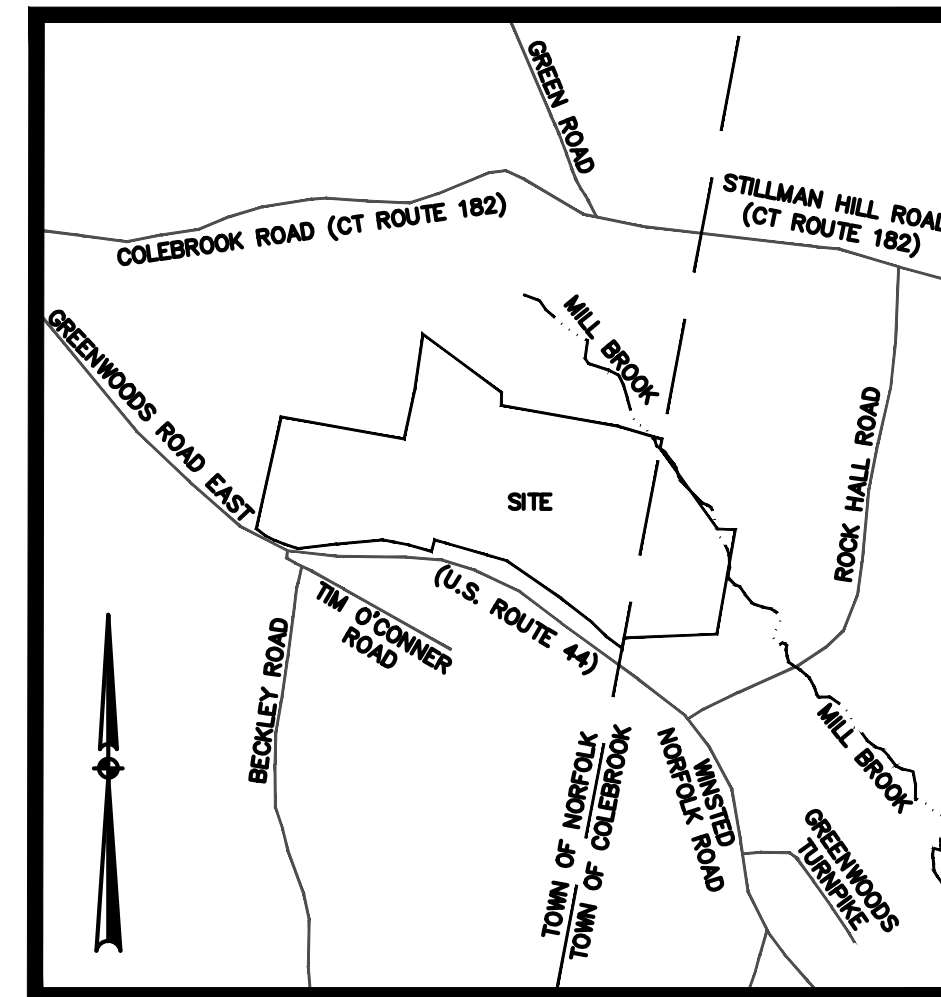 GREEN ROAD
STILLMAN HILL ROAD
(CT ROUTE 182)
COLEBROOK ROAD (CT ROUTE 182)
MILL BROOK
GREENWOODS ROAD EAST
ROCK HALL ROAD
SITE
(U.S. ROUTE 44)
TIM O'CONNER
ROAD
BECKLEY ROAD
MILL BROOK
WINSTED
NORFOLK ROAD
TOWN OF NORFOLK
TOWN OF COLEBROOK
GREENWOODS
TURNPIKE